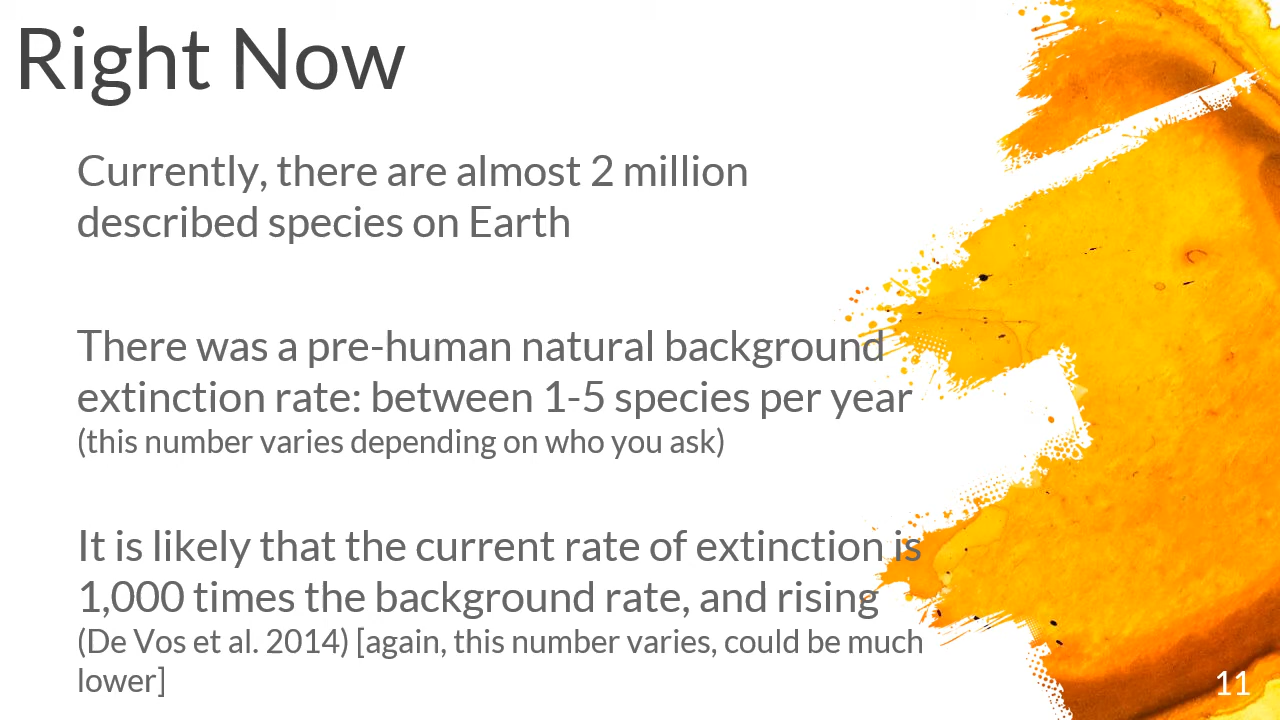 Right Now
Currently, there are almost 2 million
described species on Earth
There was a pre-human natural background
extinction rate: between 1-5 species per year
(this number varies depending on who you ask)
It is likely that the current rate of extinction is
1,000 times the background rate, and rising
(De Vos et al. 2014) [again, this number varies, could be much
lower]
11